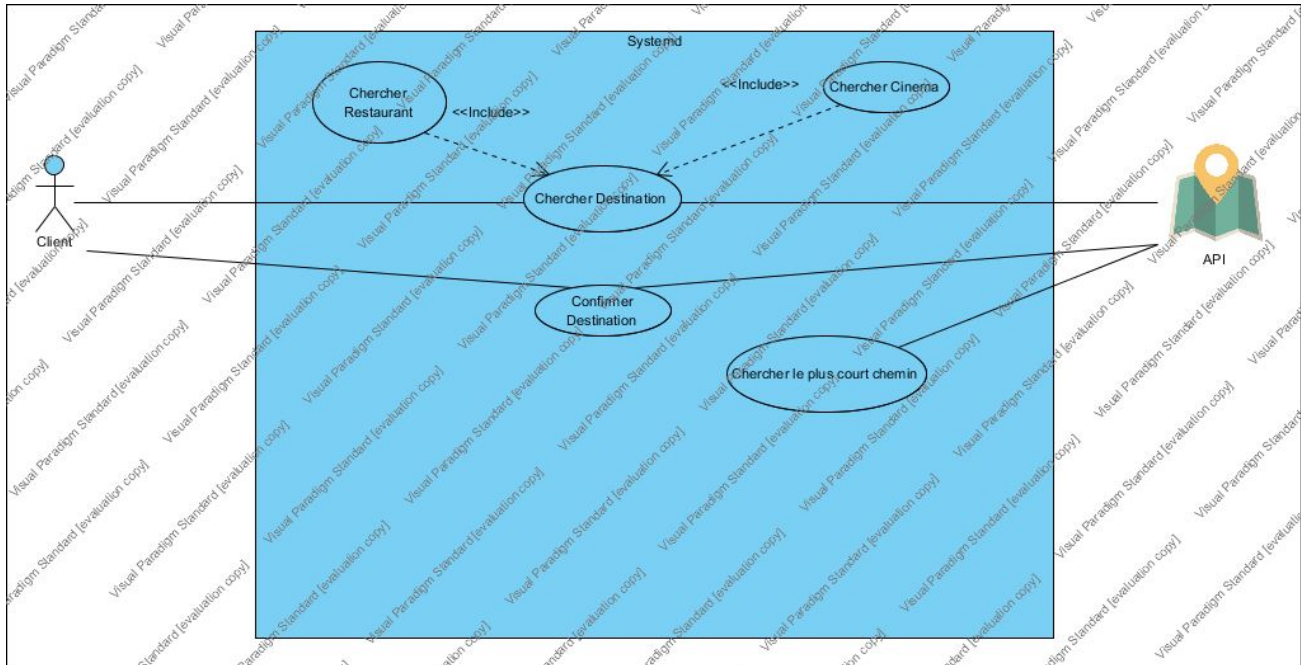 Systemd
Chercher
Restaurant
<<Include>>
<<Include>>
Chercher Cinema
Chercher Destination
Client
API
Confirmer
Destination
Chercher le plus court chemin
Visual Paradigm Standard [evaluation copy]